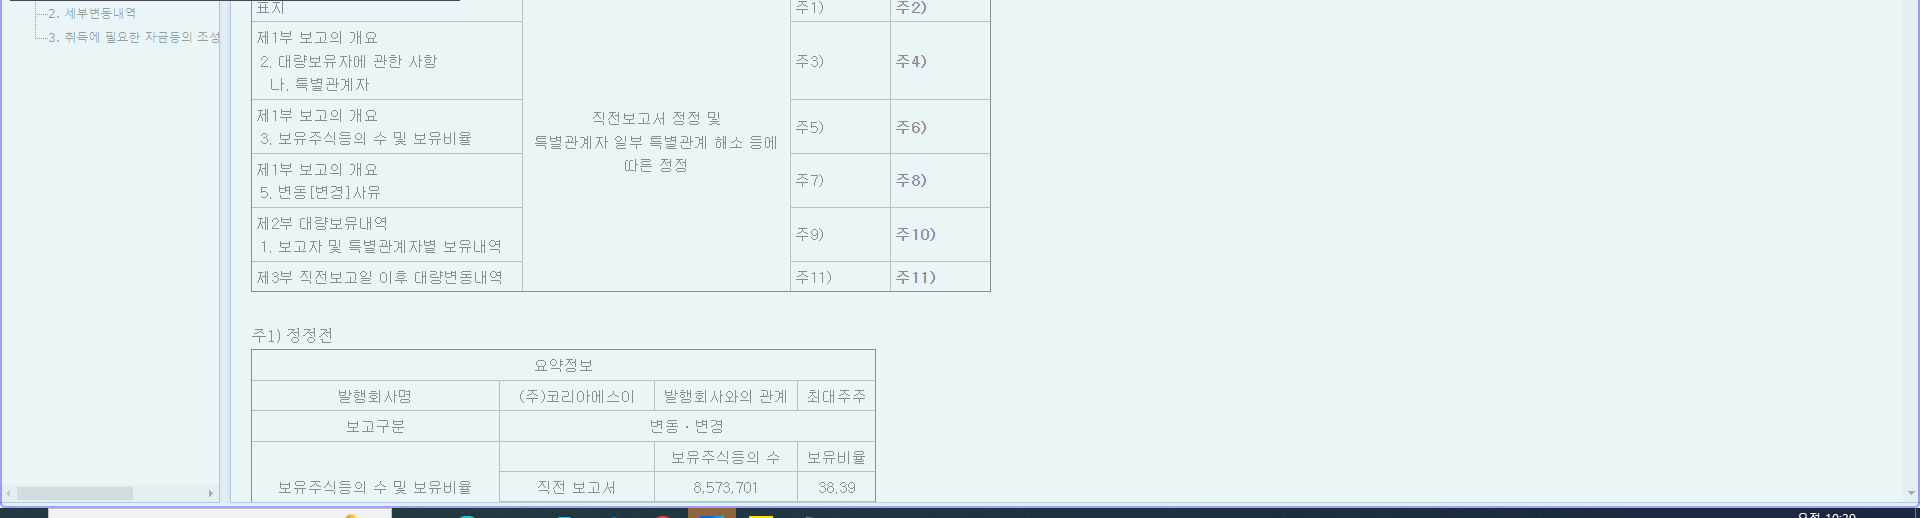 2. 세부변동내역
3. 취득에 필요한 자금등의 조성
표지
주1)
주2)
제1부 보고의 개요
2. 대량보유자에 관한 사항
나. 특별관계자
주3)
주4)
제1부 보고의 개요
3. 보유주식등의 수 및 보유비율
주5)
주6)
직전보고서 정정 및
특별관계자 일부 특별관계 해소 등에
따른 정정
제1부 보고의 개요
5. 변동[변경]사유
주7)
주8)
제2부 대량보유내역
1. 보고자 및 특별관계자별 보유내역
주9)
주10)
제3부 직전보고일 이후 대량변동내역
주11)
주11)
주1) 정정전
요약정보
발행회사명
(주)코리아에스이
발행회사와의 관계
최대주주
보고구분
변동・변경
보유주식등의 수
보유비율
보유주식등의 수 및 보유비율
직전 보고서
8,573,701
38.39